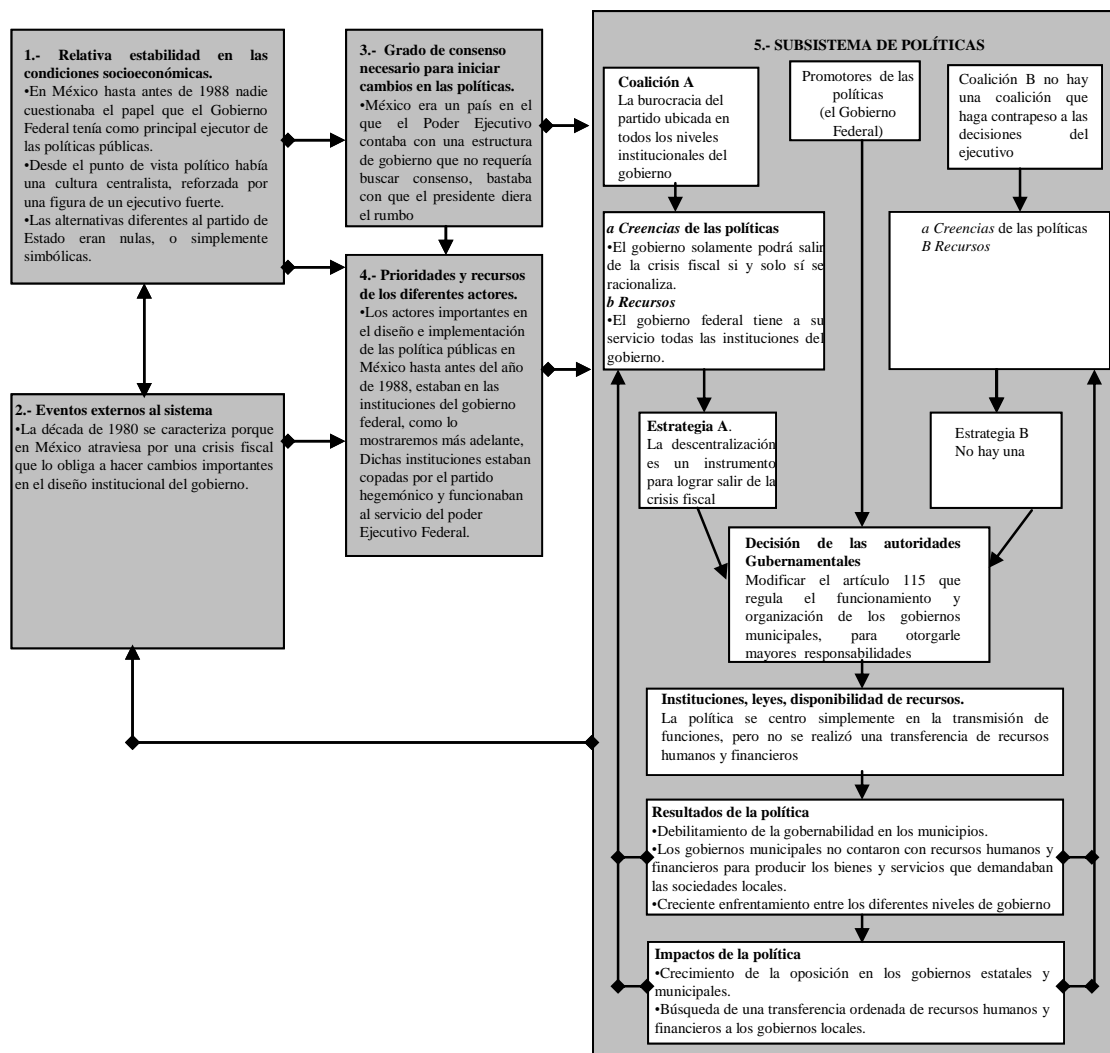 1.- Relativa estabilidad en las
condiciones socioeconómicas.
•En México hasta antes de 1988 nadie
cuestionaba el papel que el Gobierno
Federal tenía como principal ejecutor de
las políticas públicas.
•Desde el punto de vista político había
una cultura centralista, reforzada por
una figura de un ejecutivo fuerte.
•Las alternativas diferentes al partido de
Estado eran nulas, o simplemente
simbólicas.
2.- Eventos externos al sistema
•La década de 1980 se caracteriza porque
en México atraviesa por una crisis fiscal
que lo obliga a hacer cambios importantes
en el diseño institucional del gobierno.
3.- Grado de consenso
necesario para iniciar
cambios en las políticas.
•México era un país en el
que el Poder Ejecutivo
contaba con una estructura
de gobierno que no requería
buscar consenso, bastaba
con que el presidente diera
el rumbo
4.- Prioridades y recursos
de los diferentes actores.
•Los actores importantes en
el diseño e implementación
de las política públicas en
México hasta antes del año
de 1988, estaban en las
instituciones del gobierno
federal, como lo
mostraremos más adelante,
Dichas instituciones estaban
copadas por el partido
hegemónico y funcionaban
al servicio del poder
Ejecutivo Federal.
5.- SUBSISTEMA DE POLÍTICAS
Coalición A
La burocracia del
partido ubicada en
todos los niveles
institucionales del
gobierno
Promotores de las
políticas
(el Gobierno
Federal)
Coalición B no hay
una coalición que
haga contrapeso a las
decisiones del
ejecutivo
a Creencias de las políticas
•El gobierno solamente podrá salir
de la crisis fiscal si y solo sí se
racionaliza.
b Recursos
•El gobierno federal tiene a su
servicio todas las instituciones del
gobierno.
a Creencias de las políticas
B Recursos
Estrategia A.
La descentralización
es un instrumento
para lograr salir de la
crisis fiscal
Estrategia B
No hay una
Decisión de las autoridades
Gubernamentales
Modificar el artículo 115 que
regula el funcionamiento y
organización de los gobiernos
municipales, para otorgarle
mayores responsabilidades
Instituciones, leyes, disponibilidad de recursos.
La política se centro simplemente en la transmisión de
funciones, pero no se realizó una transferencia de recursos
humanos y financieros
Resultados de la política
•Debilitamiento de la gobernabilidad en los municipios.
•Los gobiernos municipales no contaron con recursos humanos y
financieros para producir los bienes y servicios que demandaban
las sociedades locales.
•Creciente enfrentamiento entre los diferentes niveles de gobierno
Impactos de la política
•Crecimiento de la oposición en los gobiernos estatales y
municipales.
•Búsqueda de una transferencia ordenada de recursos humanos y
financieros a los gobiernos locales.